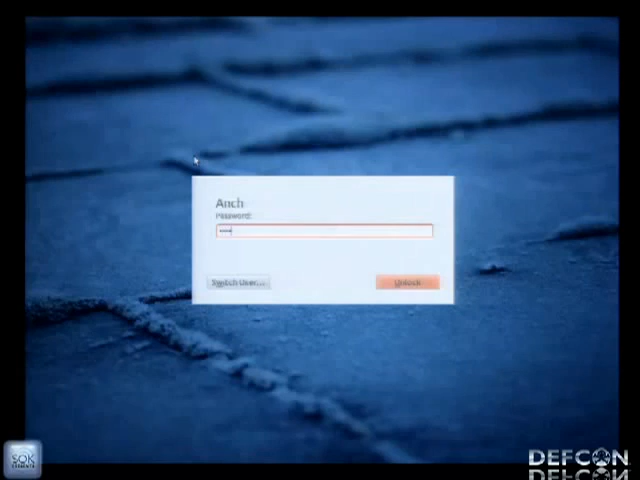 Anch
Password:
Switch User...
Unlock
SOK
DEFCON